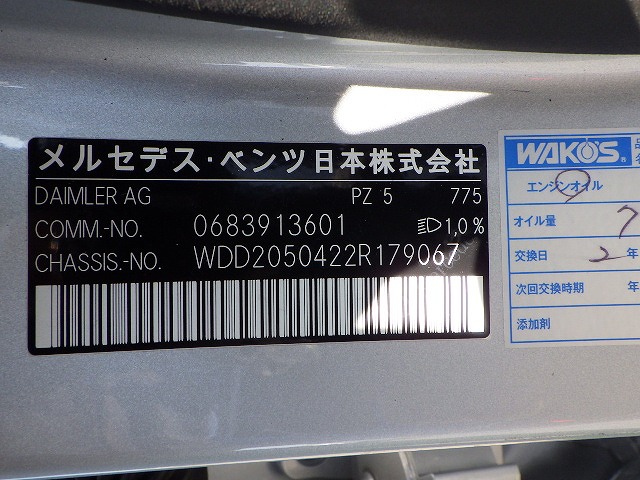 メルセデス・ベンツ日本株式会社
DAIMLER AG PZ 5 775
COMM.-NO. 0683913601 1,0%
CHASSIS.-NO. WDD2050422R179067
WAKO'S
エンジンオイル
オイル量 7
交換日 2 年
次回交換時期 年
添加剤